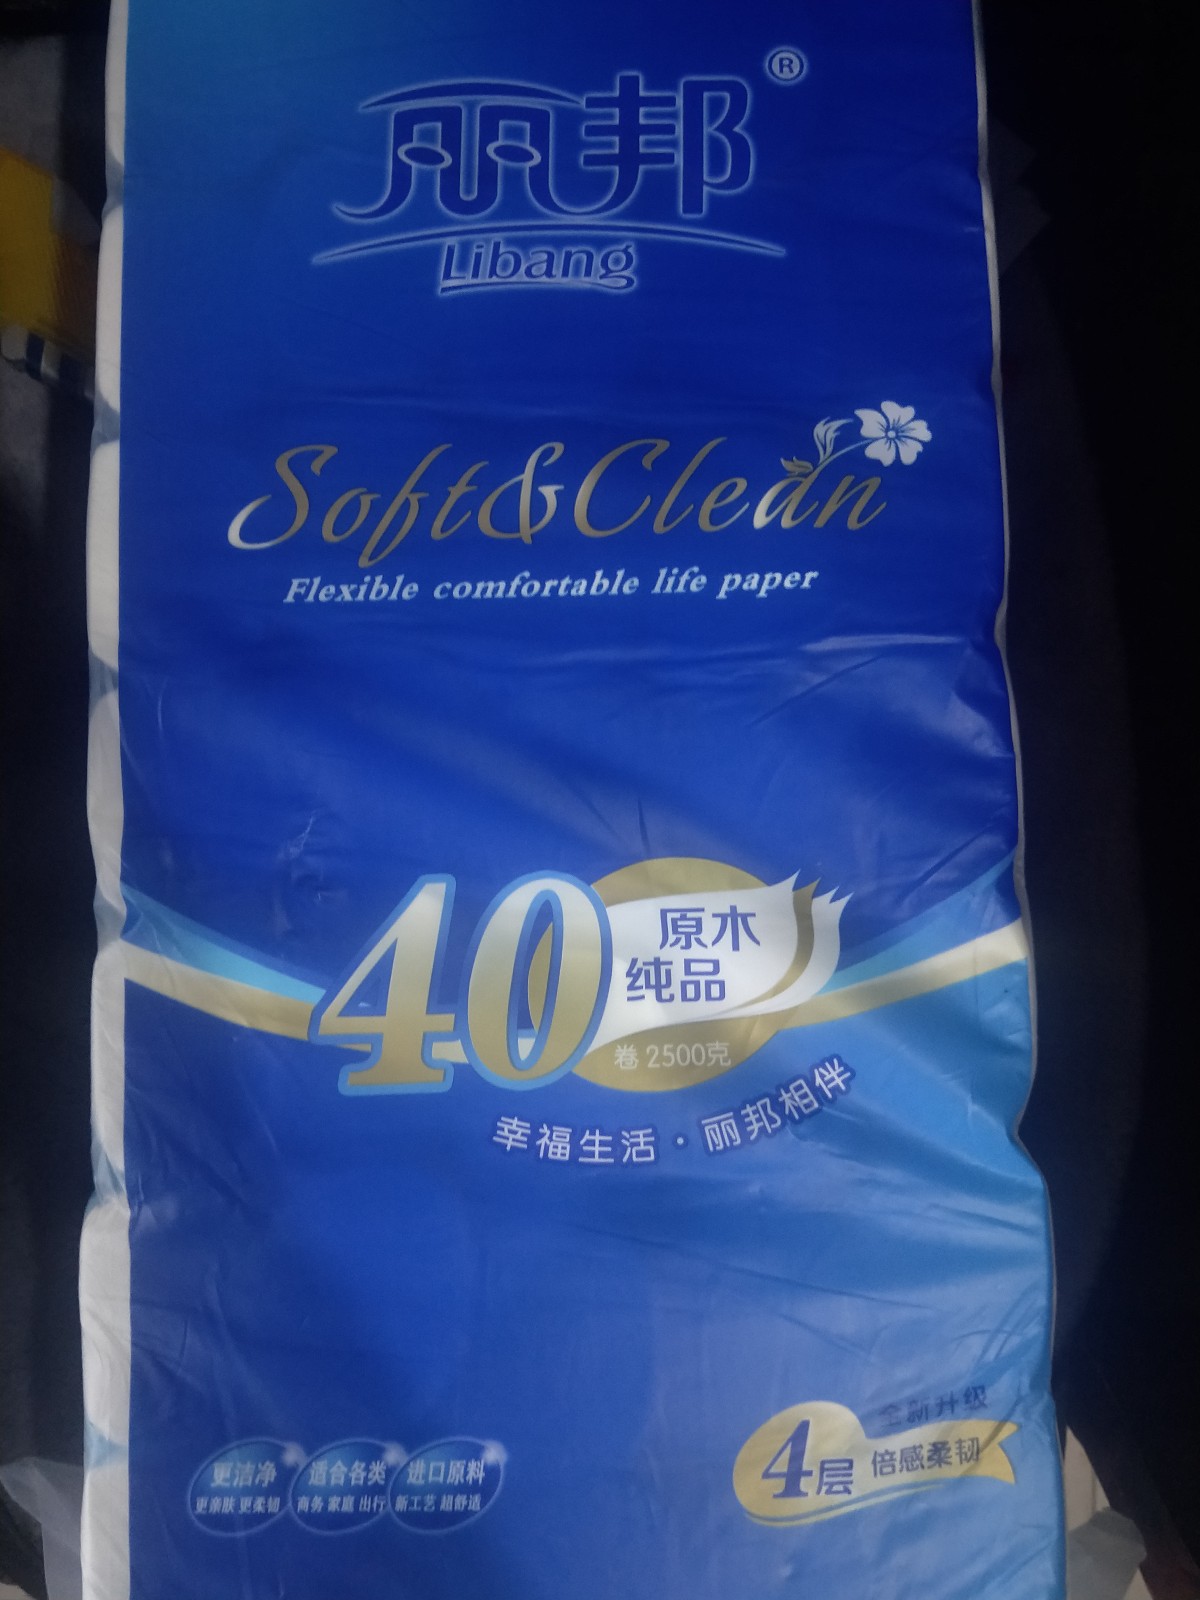 丽邦®
Libang
Soft&Clean
Flexible comfortable life paper
40
原木
纯品
卷 2500克
幸福生活·丽邦相伴
全新升级
4层 倍感柔韧
更洁净 适合各类 进口原料
更亲肤 更柔韧 商务 家庭 出行 新工艺 超舒适